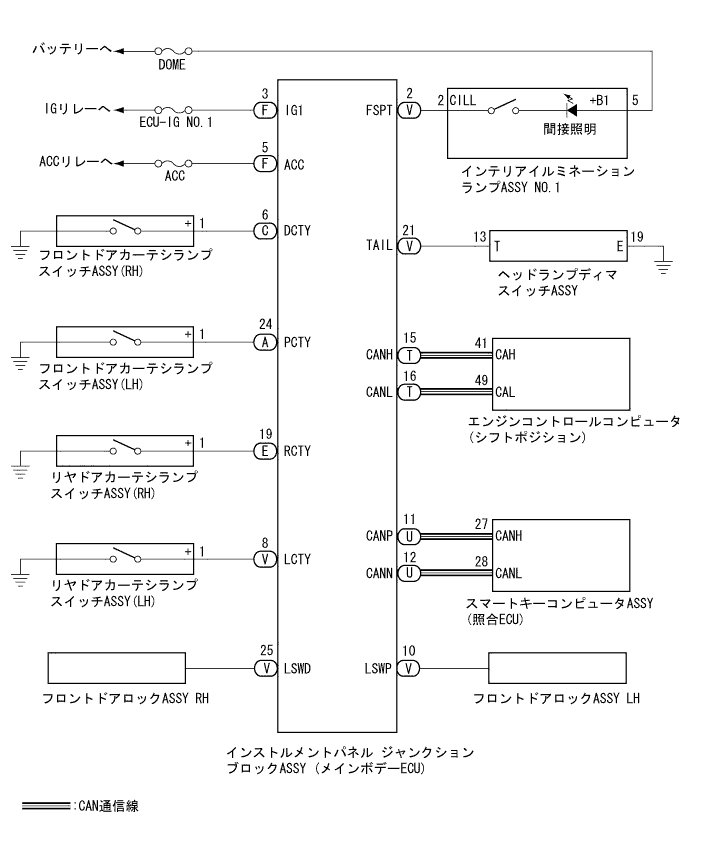 バッテリーへ
DOME
IGリレーへ
ECU-IG NO.1
3
F
IG1
ACCリレーへ
ACC
5
F
ACC
+
1
6
C
DCTY
フロントドアカーテシランプ
スイッチASSY(RH)
+
1
24
A
PCTY
フロントドアカーテシランプ
スイッチASSY(LH)
+
1
19
E
RCTY
リヤドアカーテシランプ
スイッチASSY(RH)
+
1
8
V
LCTY
リヤドアカーテシランプ
スイッチASSY(LH)
25
V
LSWD
フロントドアロックASSY RH
FSPT
2
V
2
CILL
+B1
5
間接照明
インテリアイルミネーション
ランプASSY NO.1
TAIL
21
V
13
T
E
19
ヘッドランプディマ
スイッチASSY
CANH
15
T
41
CAH
CANL
16
T
49
CAL
エンジンコントロールコンピュータ
(シフトポジション)
CANP
11
U
27
CANH
CANN
12
U
28
CANL
スマートキーコンピュータASSY
(照合ECU)
LSWP
10
V
フロントドアロックASSY LH
インストルメントパネル ジャンクション
ブロックASSY (メインボデーECU)
:CAN通信線